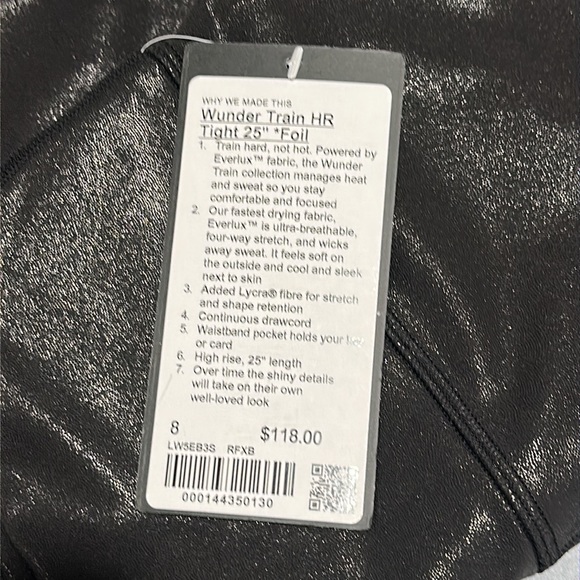 WHY WE MADE THIS
Wunder Train HR
Tight 25" *Foil
1. Train hard, not hot. Powered by
Everlux™ fabric, the Wunder
Train collection manages heat
and sweat so you stay
comfortable and focused
2. Our fastest drying fabric,
Everlux™ is ultra-breathable,
four-way stretch, and wicks
away sweat. It feels soft on
the outside and cool and sleek
next to skin
3. Added Lycra® fibre for stretch
and shape retention
4. Continuous drawcord
5. Waistband pocket holds your
or card
6. High rise, 25" length
7. Over time the shiny details
will take on their own
well-loved look
8 $118.00
LW5EB3S RFXB
000144350130